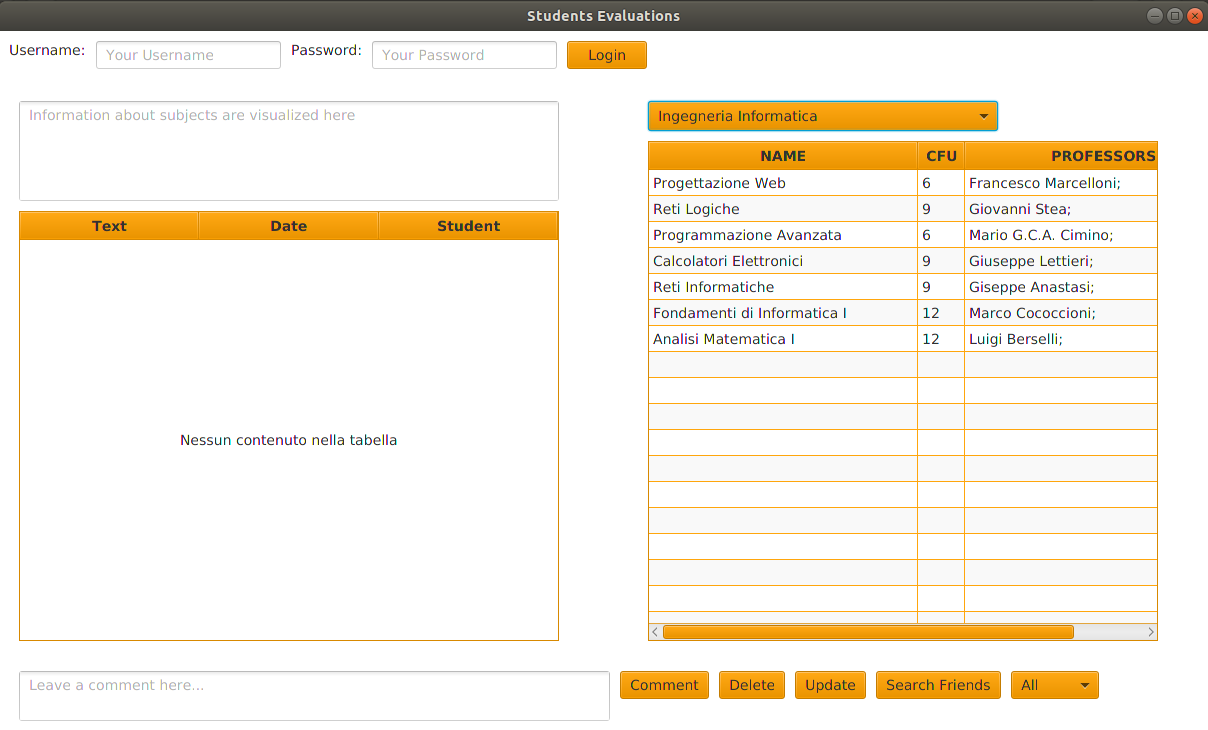 Students Evaluations
Username: Your Username Password: Your Password Login
Information about subjects are visualized here
Text Date Student
Nessun contenuto nella tabella
Ingegneria Informatica
NAME CFU PROFESSORS
Progettazione Web 6 Francesco Marcelloni;
Reti Logiche 9 Giovanni Stea;
Programmazione Avanzata 6 Mario G.C.A. Cimino;
Calcolatori Elettronici 9 Giuseppe Lettieri;
Reti Informatiche 9 Giseppe Anastasi;
Fondamenti di Informatica I 12 Marco Cococcioni;
Analisi Matematica I 12 Luigi Berselli;
Leave a comment here... Comment Delete Update Search Friends All